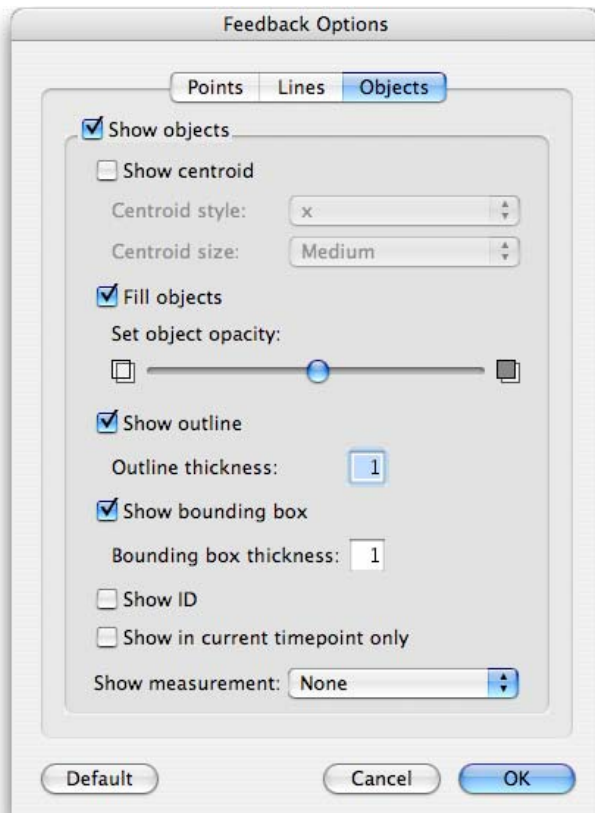 Feedback Options
Points Lines Objects
Show objects
Show centroid
Centroid style: x
Centroid size: Medium
Fill objects
Set object opacity:
Show outline
Outline thickness: 1
Show bounding box
Bounding box thickness: 1
Show ID
Show in current timepoint only
Show measurement: None
Default Cancel OK